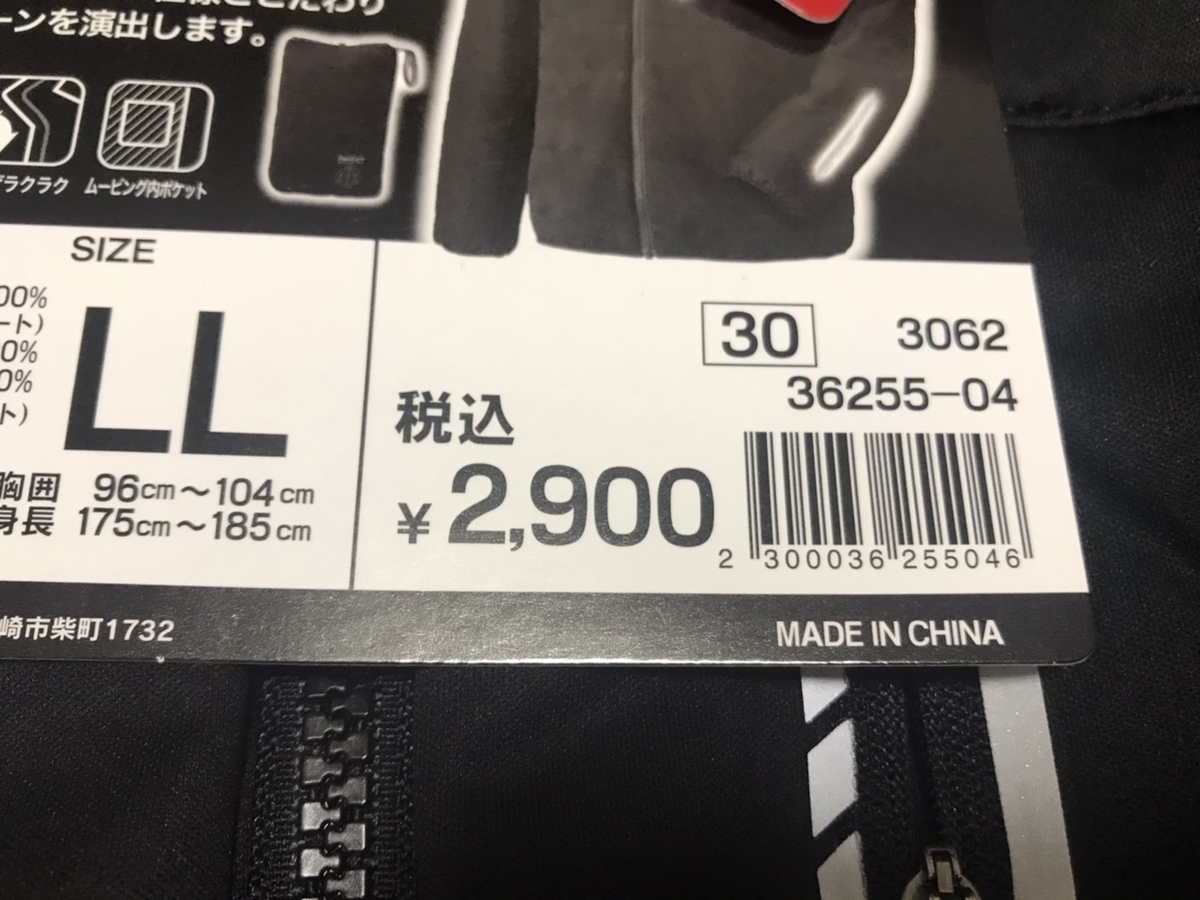 ーンを演出します。
ラクラク
ムービング内ポケット
SIZE
00%
ート)
0%
0%
ト)
LL
胸囲 96cm～104cm
身長 175cm～185cm
30 3062
36255-04
税込
¥2,900
2 300036 255046
崎市柴町1732
MADE IN CHINA